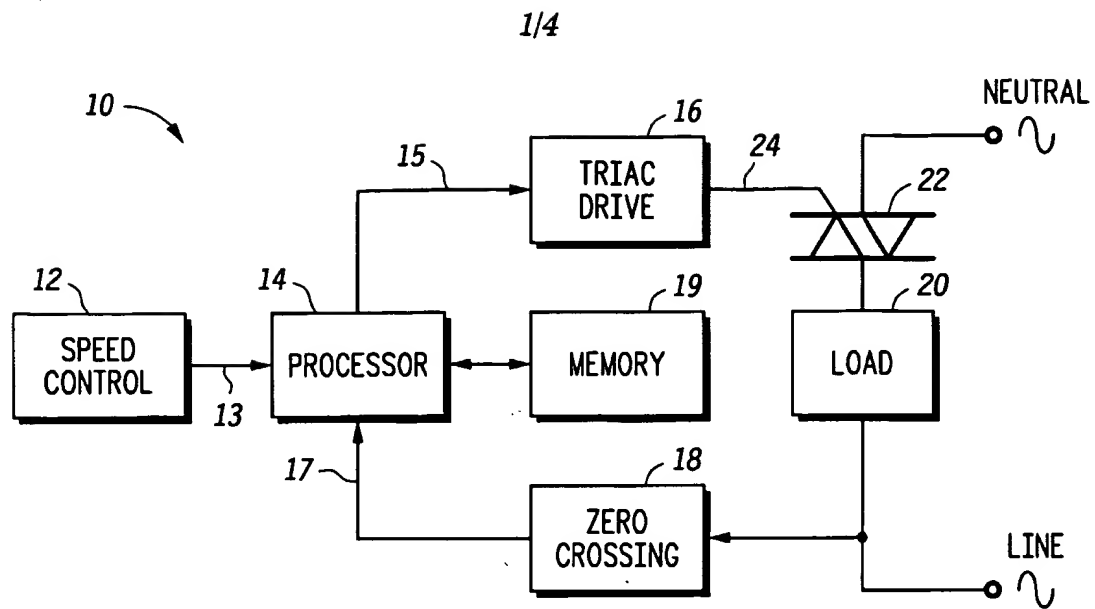 1/4
10
NEUTRAL
16
15
TRIAC
DRIVE
24
22
12
SPEED
CONTROL
13
14
PROCESSOR
19
MEMORY
20
LOAD
17
18
ZERO
CROSSING
LINE